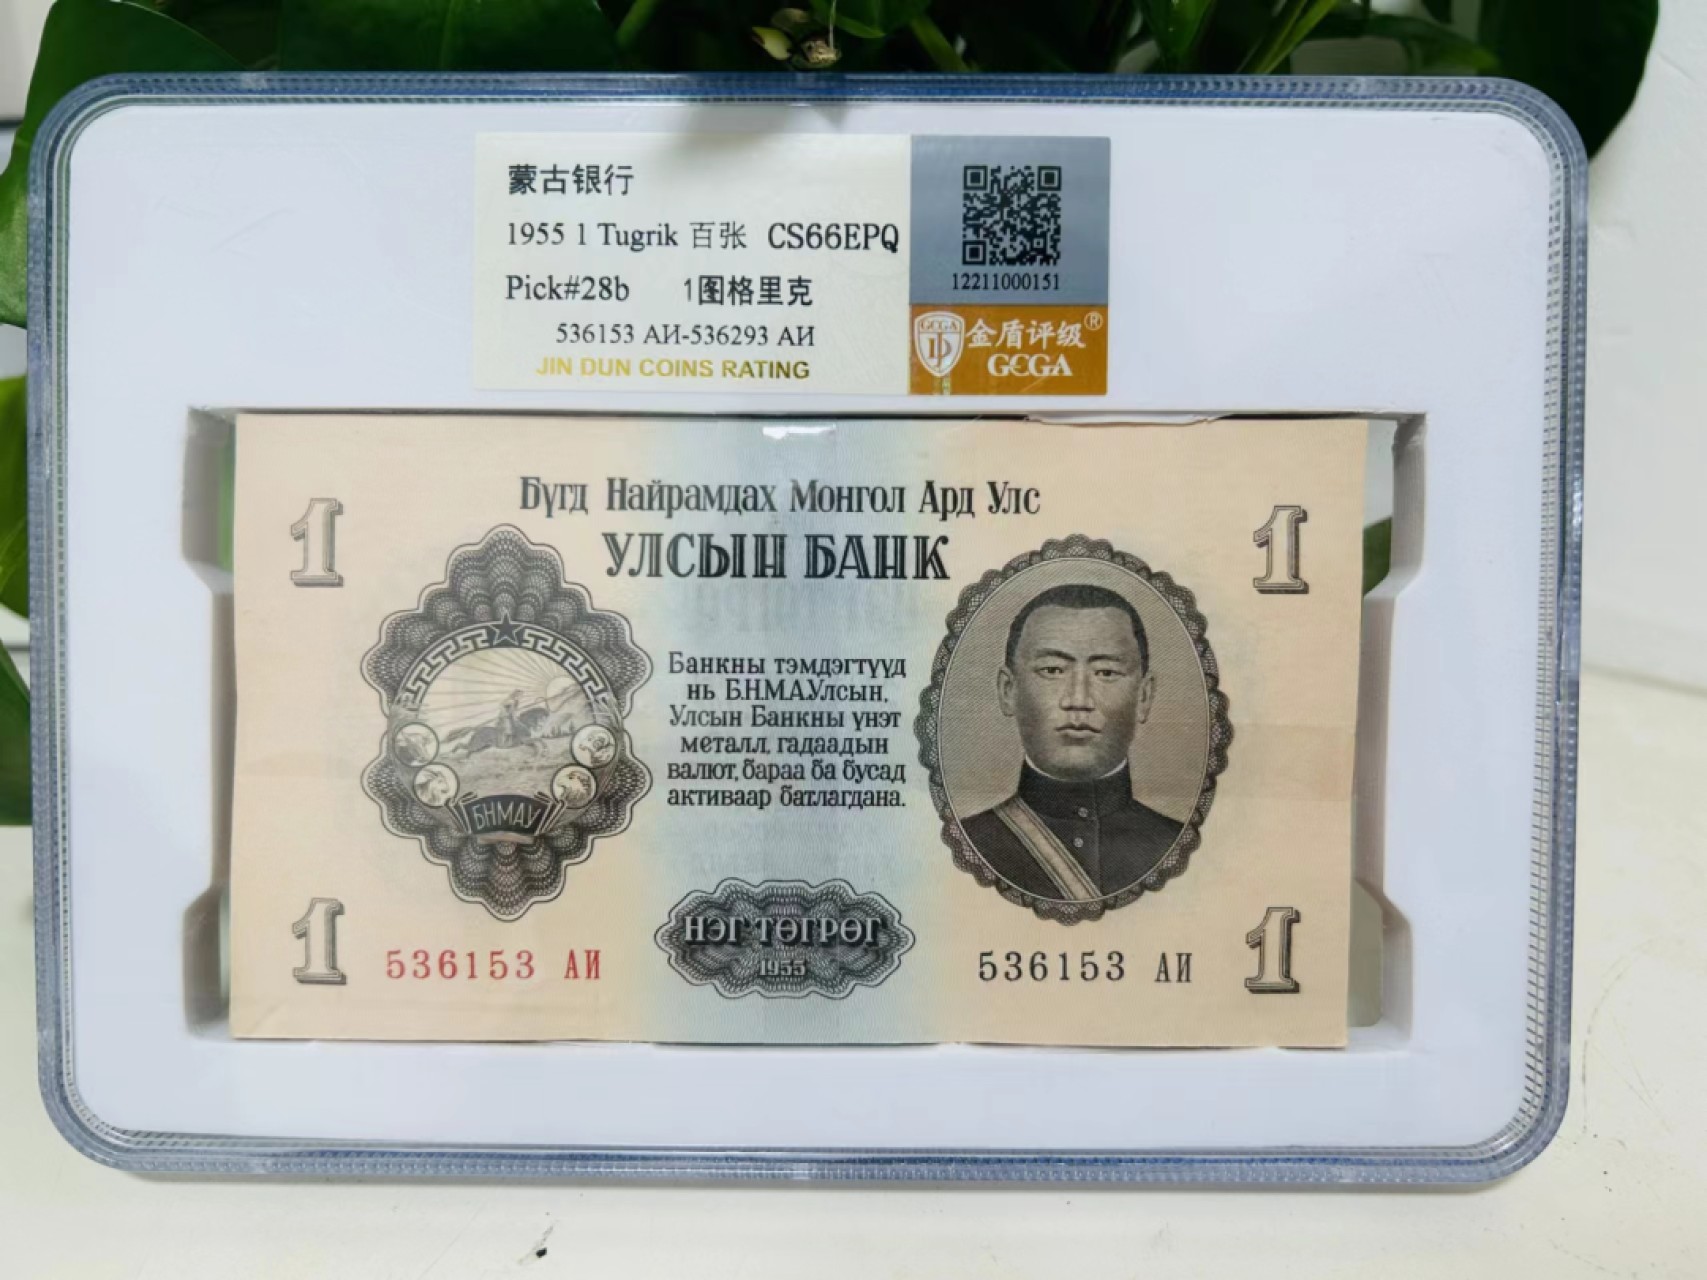 蒙古银行
1955 1 Tugrik 百张 CS66EPQ
Pick#28b 1图格里克
536153 АИ-536293 АИ
JIN DUN COINS RATING
12211000151
GCGA
金盾评级®
GCGA
Бүгд Найрамдах Монгол Ард Улс
УЛСЫН БАНК
1
1
Банкны тэмдэгтүүд
нь Б.Н.М.А.Улсын,
Улсын Банкны үнэт
металл, гадаадын
валют, бараа ба бусад
активаар батлагдана.
БНМАУ
НЭГ ТӨГРӨГ
1955
1
536153 АИ
536153 АИ
1